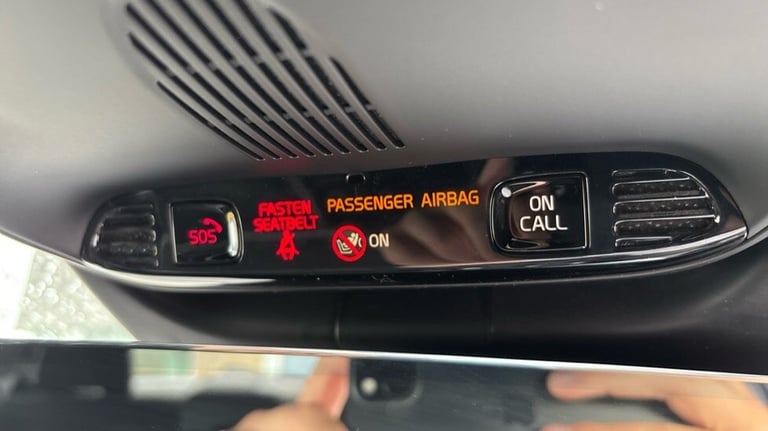 SOS
FASTEN
SEATBELT
PASSENGER AIRBAG
ON
ON
CALL